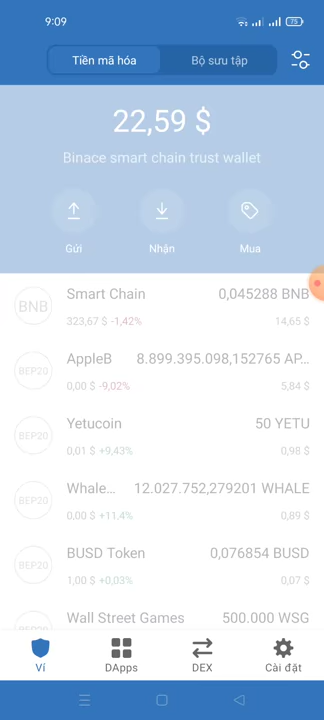 9:09
75
Tiền mã hóa
Bộ sưu tập
22,59 $
Binace smart chain trust wallet
Gửi
Nhận
Mua
BNB
Smart Chain
0,045288 BNB
323,67 $ -1,42%
14,65 $
BEP20
AppleB
8.899.395.098,152765 AP...
0,00 $ -9,02%
5,84 $
BEP20
Yetucoin
50 YETU
0,01 $ +9,43%
0,98 $
BEP20
Whale...
12.027.752,279201 WHALE
0,00 $ +11,4%
0,89 $
BEP20
BUSD Token
0,076854 BUSD
1,00 $ +0,03%
0,07 $
BEP20
Wall Street Games
500.000 WSG
Ví
DApps
DEX
Cài đặt